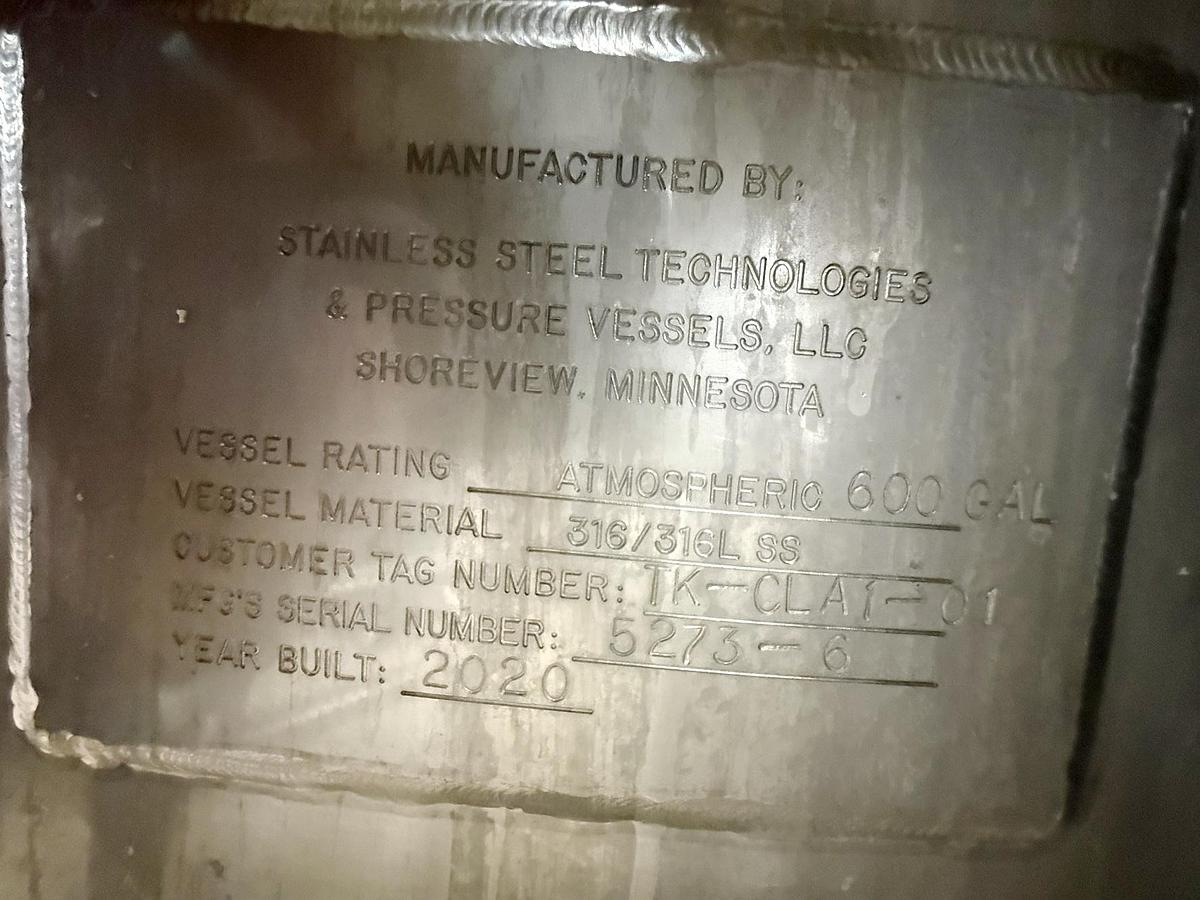 MANUFACTURED BY:
STAINLESS STEEL TECHNOLOGIES
& PRESSURE VESSELS, LLC
SHOREVIEW, MINNESOTA
VESSEL RATING ATMOSPHERIC 600 GAL
VESSEL MATERIAL 316/316L SS
CUSTOMER TAG NUMBER: TK-CLA1-01
MFG'S SERIAL NUMBER: 5273-6
YEAR BUILT: 2020